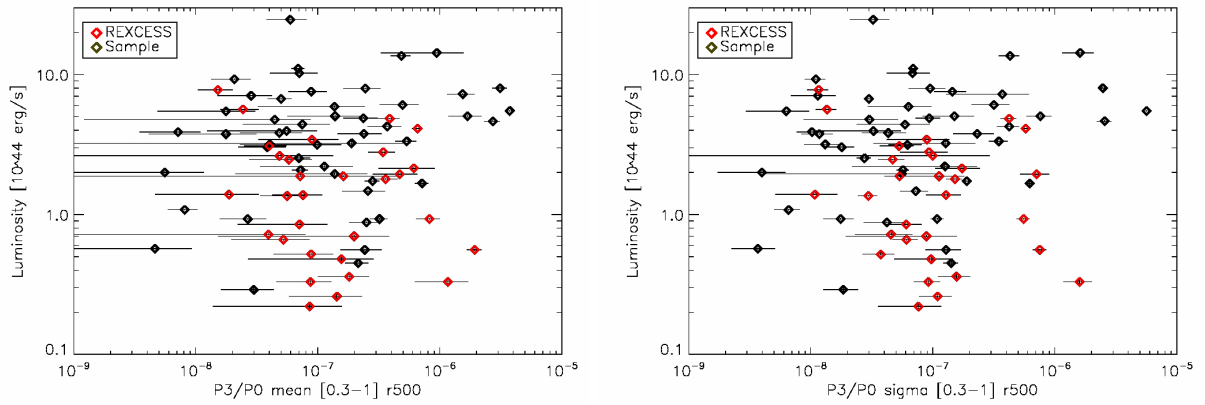 REXCESS
Sample
10.0
1.0
0.1
Luminosity [10^44 erg/s]
10⁻⁹
10⁻⁸
10⁻⁷
10⁻⁶
10⁻⁵
P3/P0 mean [0.3−1] r500
REXCESS
Sample
10.0
1.0
0.1
Luminosity [10^44 erg/s]
10⁻⁹
10⁻⁸
10⁻⁷
10⁻⁶
10⁻⁵
P3/P0 sigma [0.3−1] r500